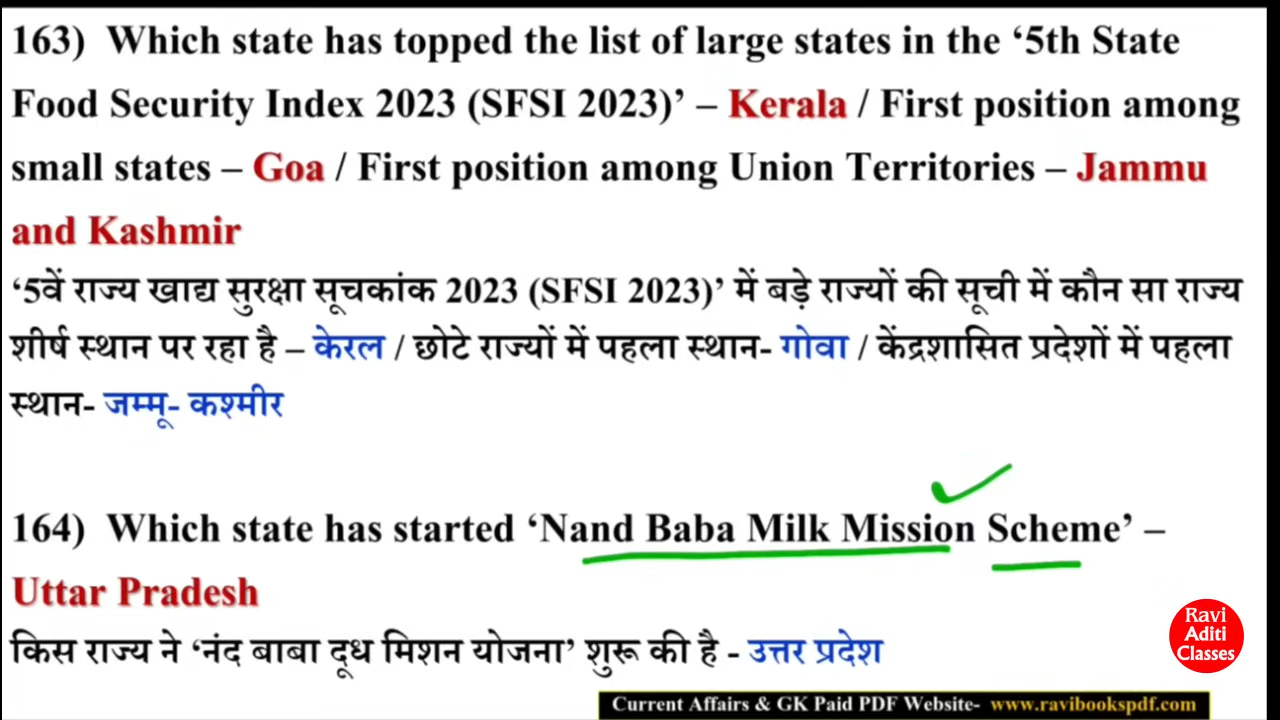 163) Which state has topped the list of large states in the ‘5th State
Food Security Index 2023 (SFSI 2023)’ – Kerala / First position among
small states – Goa / First position among Union Territories – Jammu
and Kashmir
‘5वें राज्य खाद्य सुरक्षा सूचकांक 2023 (SFSI 2023)’ में बड़े राज्यों की सूची में कौन सा राज्य
शीर्ष स्थान पर रहा है – केरल / छोटे राज्यों में पहला स्थान- गोवा / केंद्रशासित प्रदेशों में पहला
स्थान- जम्मू- कश्मीर
164) Which state has started ‘Nand Baba Milk Mission Scheme’ –
Uttar Pradesh
किस राज्य ने ‘नंद बाबा दूध मिशन योजना’ शुरू की है - उत्तर प्रदेश
Ravi
Aditi
Classes
Current Affairs & GK Paid PDF Website- www.ravibookspdf.com